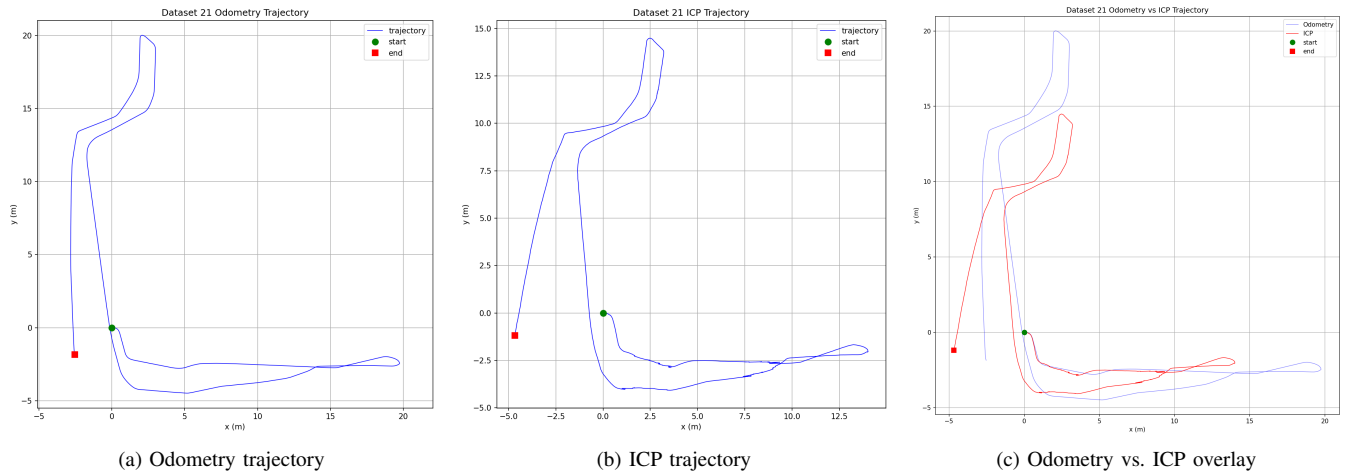 Dataset 21 Odometry Trajectory
trajectory
start
end
20
15
10
5
0
−5
y (m)
−5
0
5
10
15
20
x (m)
(a) Odometry trajectory
Dataset 21 ICP Trajectory
trajectory
start
end
15.0
12.5
10.0
7.5
5.0
2.5
0.0
−2.5
−5.0
y (m)
−5.0
−2.5
0.0
2.5
5.0
7.5
10.0
12.5
x (m)
(b) ICP trajectory
Dataset 21 Odometry vs ICP Trajectory
Odometry
ICP
start
end
20
15
10
5
0
−5
y (m)
−5
0
5
10
15
20
x (m)
(c) Odometry vs. ICP overlay